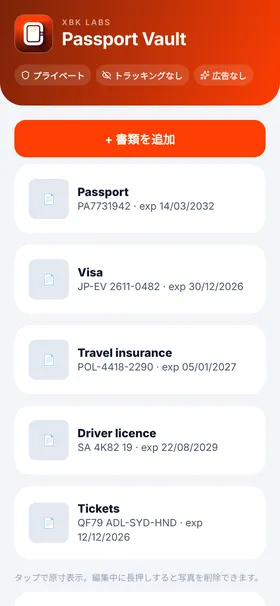 XBK LABS
Passport Vault
プライベート
トラッキングなし
広告なし
+ 書類を追加
Passport
PA7731942 · exp 14/03/2032
Visa
JP-EV 2611-0482 · exp 30/12/2026
Travel insurance
POL-4418-2290 · exp 05/01/2027
Driver licence
SA 4K82 19 · exp 22/08/2029
Tickets
QF79 ADL-SYD-HND · exp
12/12/2026
タップで原寸表示。編集中に長押しすると写真を削除できます。